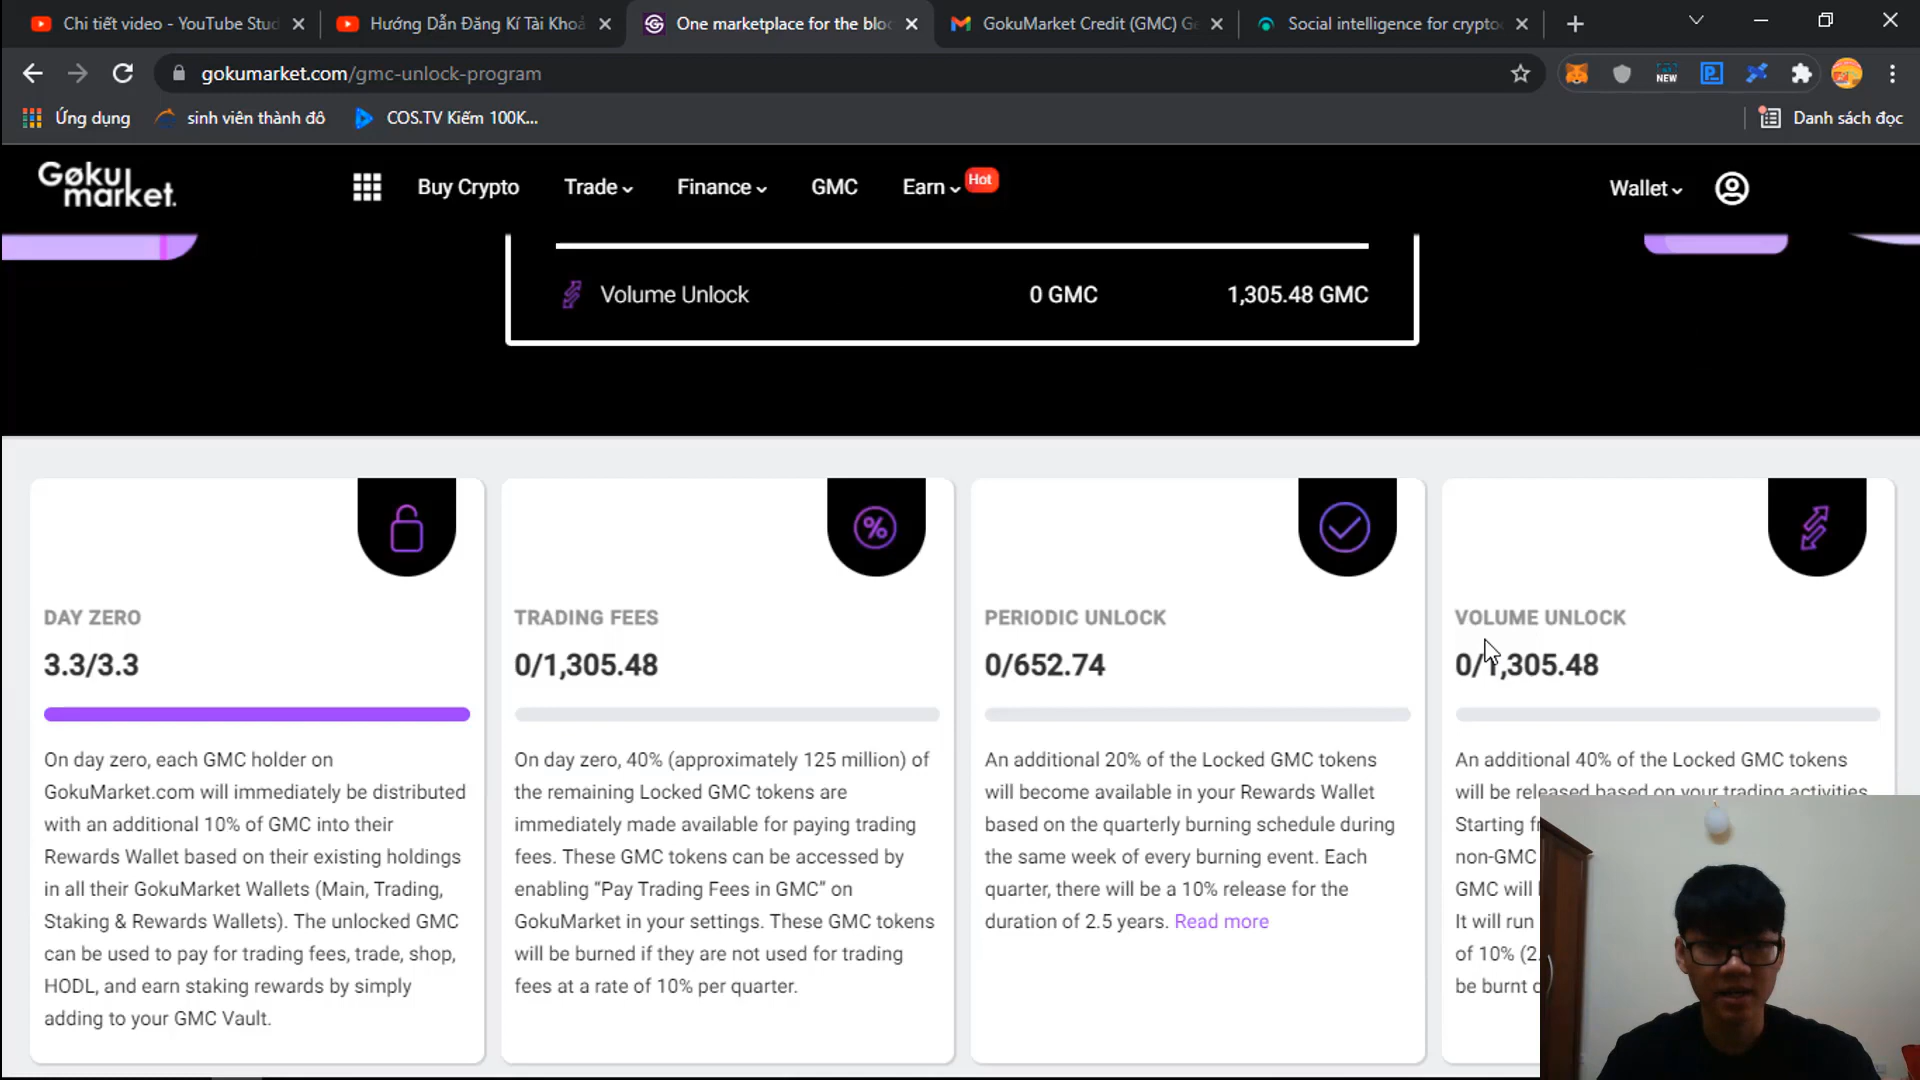 Chi tiết video - YouTube Stud
Hướng Dẫn Đăng Kí Tài Khoả
One marketplace for the blo
GokuMarket Credit (GMC) Ge
Social intelligence for crypto
gokumarket.com/gmc-unlock-program
NEW
Ứng dụng
sinh viên thành đô
COS.TV Kiếm 100K...
Danh sách đọc
Gøku
market.
Buy Crypto
Trade
Finance
GMC
Earn
Hot
Wallet
Volume Unlock 0 GMC 1,305.48 GMC
DAY ZERO
3.3/3.3
On day zero, each GMC holder on
GokuMarket.com will immediately be distributed
with an additional 10% of GMC into their
Rewards Wallet based on their existing holdings
in all their GokuMarket Wallets (Main, Trading,
Staking & Rewards Wallets). The unlocked GMC
can be used to pay for trading fees, trade, shop,
HODL, and earn staking rewards by simply
adding to your GMC Vault.
TRADING FEES
0/1,305.48
On day zero, 40% (approximately 125 million) of
the remaining Locked GMC tokens are
immediately made available for paying trading
fees. These GMC tokens can be accessed by
enabling “Pay Trading Fees in GMC” on
GokuMarket in your settings. These GMC tokens
will be burned if they are not used for trading
fees at a rate of 10% per quarter.
PERIODIC UNLOCK
0/652.74
An additional 20% of the Locked GMC tokens
will become available in your Rewards Wallet
based on the quarterly burning schedule during
the same week of every burning event. Each
quarter, there will be a 10% release for the
duration of 2.5 years. Read more
VOLUME UNLOCK
0/1,305.48
An additional 40% of the Locked GMC tokens
will be released based on your trading activities
Starting
non-GMC
GMC will
It will run
of 10% (2.
be burnt